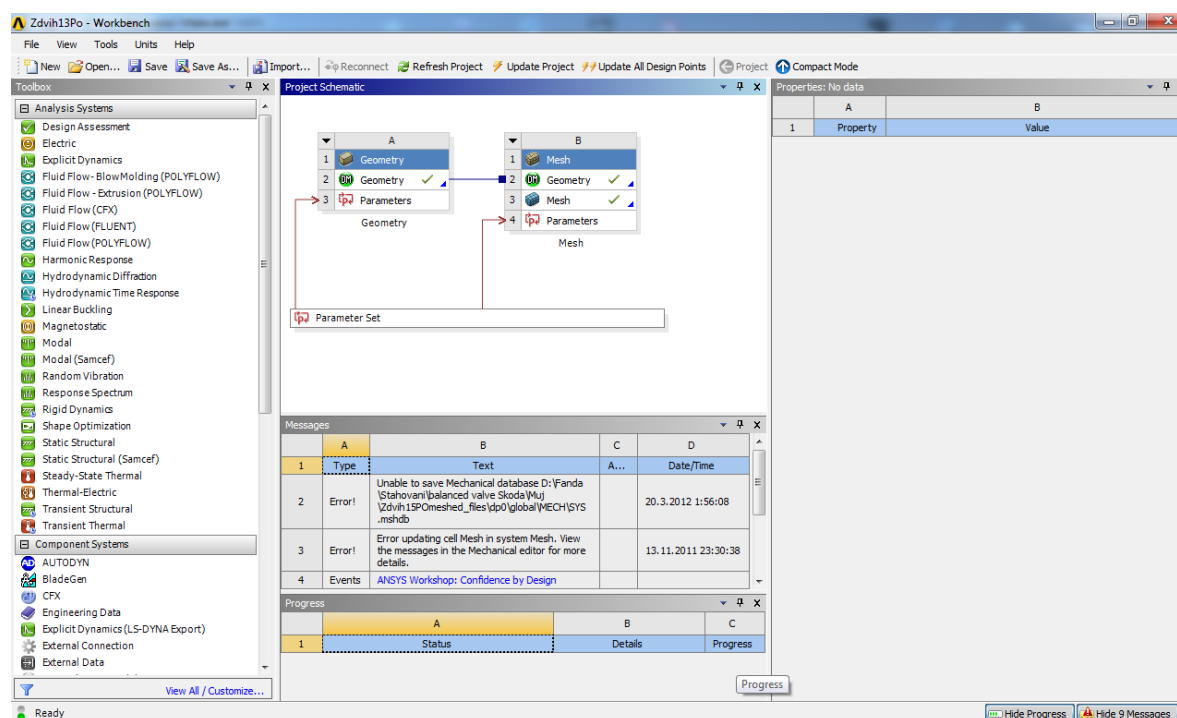 Zdvih13Po - Workbench
File View Tools Units Help
New Open... Save Save As... Import... Reconnect Refresh Project Update Project Update All Design Points Project Compact Mode
Toolbox
Analysis Systems
Design Assessment
Electric
Explicit Dynamics
Fluid Flow- BlowMolding (POLYFLOW)
Fluid Flow - Extrusion (POLYFLOW)
Fluid Flow (CFX)
Fluid Flow (FLUENT)
Fluid Flow (POLYFLOW)
Harmonic Response
Hydrodynamic Diffraction
Hydrodynamic Time Response
Linear Buckling
Magnetostatic
Modal
Modal (Samcef)
Random Vibration
Response Spectrum
Rigid Dynamics
Shape Optimization
Static Structural
Static Structural (Samcef)
Steady-State Thermal
Thermal-Electric
Transient Structural
Transient Thermal
Component Systems
AUTODYN
BladeGen
CFX
Engineering Data
Explicit Dynamics (LS-DYNA Export)
External Connection
External Data
View All / Customize...
Project Schematic
A
1 Geometry
2 Geometry
3 Parameters
Geometry
B
1 Mesh
2 Geometry
3 Mesh
4 Parameters
Mesh
Parameter Set
Messages
A B C D
1 Type Text A... Date/Time
2 Error! Unable to save Mechanical database D:\Fanda
\Stahovani\balanced valve Skoda\Muj
\Zdvih15POmeshed_files\dp0\global\MECH\SYS
.mshdb 20.3.2012 1:56:08
3 Error! Error updating cell Mesh in system Mesh. View
the messages in the Mechanical editor for more
details. 13.11.2011 23:30:38
4 Events ANSYS Workshop: Confidence by Design
Progress
A B C
1 Status Details Progress
Progress
Properties: No data
A B
1 Property Value
Ready
Hide Progress Hide 9 Messages